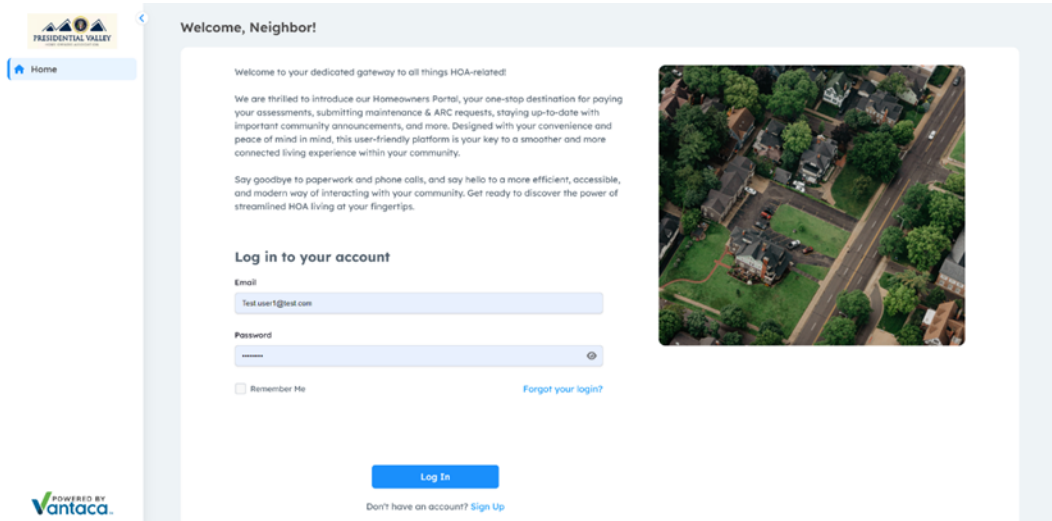 PRESIDENTIAL VALLEY
Home
Welcome, Neighbor!
Welcome to your dedicated gateway to all things HOA-related!
We are thrilled to introduce our Homeowners Portal, your one-stop destination for paying
your assessments, submitting maintenance & ARC requests, staying up-to-date with
important community announcements, and more. Designed with your convenience and
peace of mind in mind, this user-friendly platform is your key to a smoother and more
connected living experience within your community.
Say goodbye to paperwork and phone calls, and say hello to a more efficient, accessible,
and modern way of interacting with your community. Get ready to discover the power of
streamlined HOA living at your fingertips.
Log in to your account
Email
Test.user1@test.com
Password
Remember Me
Forgot your login?
Log In
Don't have an account? Sign Up
POWERED BY
Vantaca